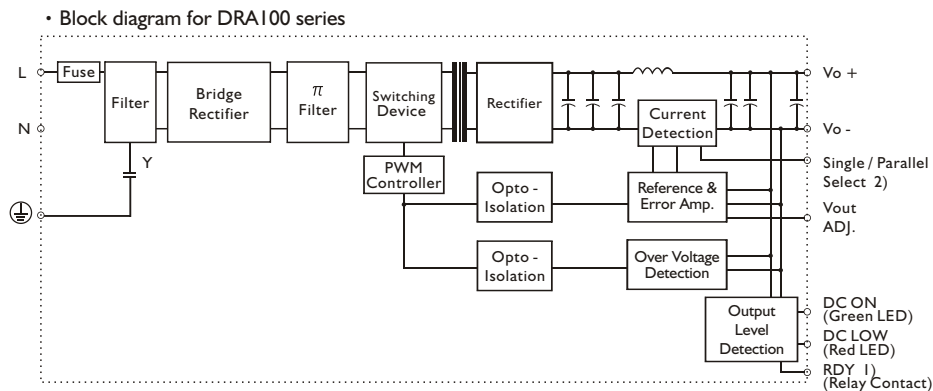 ・Block diagram for DRA100 series
L
Fuse
Filter
Bridge
Rectifier
π
Filter
Switching
Device
Rectifier
Vo +
N
Current
Detection
Vo -
Y
PWM
Controller
Single / Parallel
Select 2)
Opto -
Isolation
Reference &
Error Amp.
Vout
ADJ.
Opto -
Isolation
Over Voltage
Detection
Output
Level
Detection
DC ON
(Green LED)
DC LOW
(Red LED)
RDY 1)
(Relay Contact)